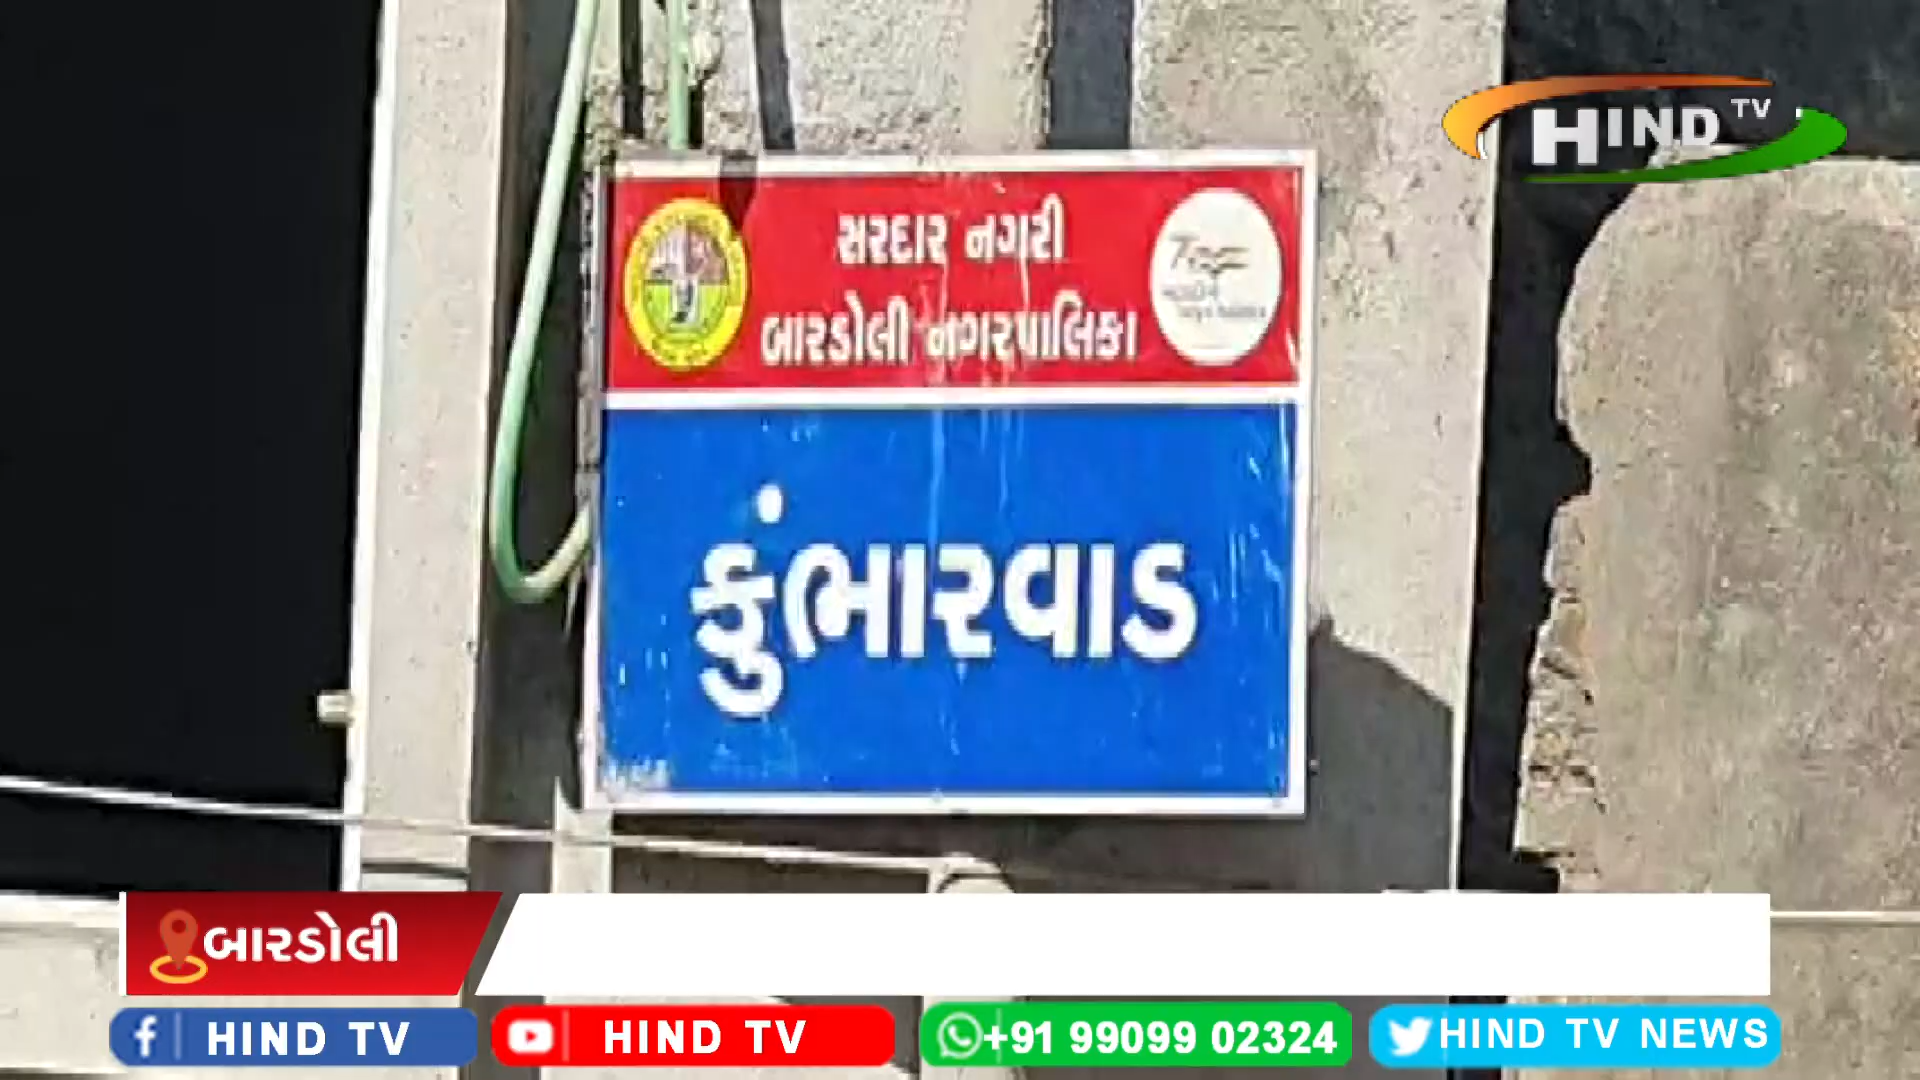 HIND TV
સરદાર નગરી
બારડોલી નગરપાલિકા
કુંભારવાડ
બારડોલી
HIND TV
HIND TV
+91 99099 02324
HIND TV NEWS